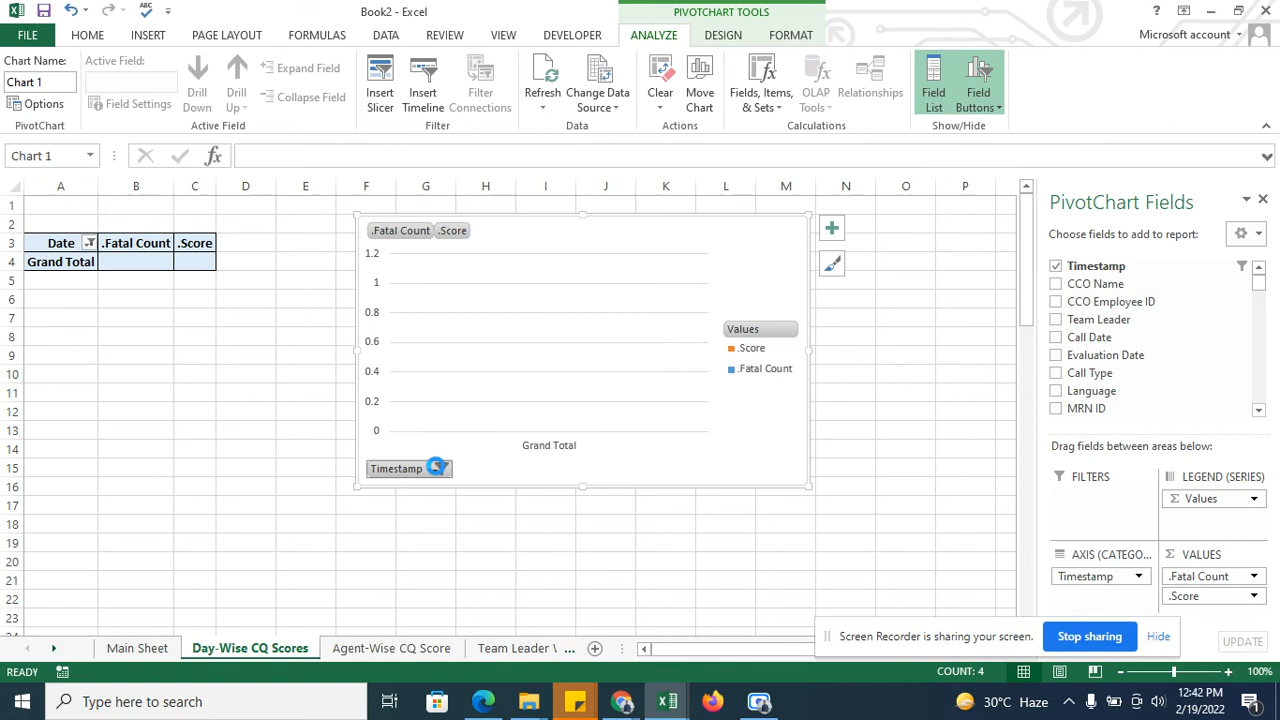 Book2 - Excel
PIVOTCHART TOOLS
FILE
HOME
INSERT
PAGE LAYOUT
FORMULAS
DATA
REVIEW
VIEW
DEVELOPER
ANALYZE
DESIGN
FORMAT
Microsoft account
Chart Name:
Chart 1
Options
PivotChart
Active Field:
Field Settings
Drill Down
Drill Up
Expand Field
Collapse Field
Active Field
Insert Slicer
Insert Timeline
Filter Connections
Filter
Refresh
Change Data Source
Data
Clear
Move Chart
Actions
Fields, Items, & Sets
OLAP Tools
Relationships
Calculations
Field List
Field Buttons
Show/Hide
Chart 1
fx
A B C D E F G H I J K L M N O P
1
2
3 Date .Fatal Count .Score
4 Grand Total
5
6
7
8
9
10
11
12
13
14
15
16
17
18
19
20
21
22
23
.Fatal Count .Score
1.2
1
0.8
0.6
0.4
0.2
0
Grand Total
Timestamp
Values
.Score
.Fatal Count
PivotChart Fields
Choose fields to add to report:
Timestamp
CCO Name
CCO Employee ID
Team Leader
Call Date
Evaluation Date
Call Type
Language
MRN ID
Drag fields between areas below:
FILTERS
LEGEND (SERIES)
Σ Values
AXIS (CATEGO...
Timestamp
Σ VALUES
.Fatal Count
.Score
UPDATE
Main Sheet
Day-Wise CQ Scores
Agent-Wise CQ Score
Team Leader
...
Screen Recorder is sharing your screen.
Stop sharing
Hide
READY
COUNT: 4
100%
Type here to search
30°C Haze
12:42 PM
2/19/2022
1